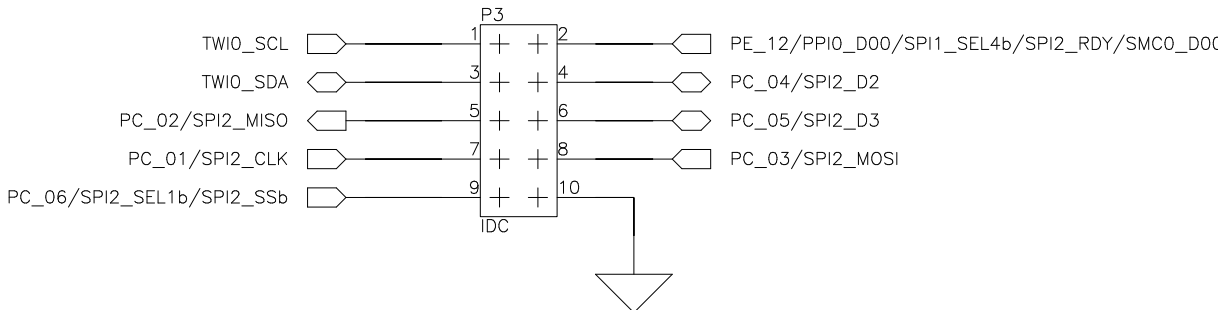 P3
TWI0_SCL 1 2 PE_12/PPI0_D00/SPI1_SEL4b/SPI2_RDY/SMC0_D00
TWI0_SDA 3 4 PC_04/SPI2_D2
PC_02/SPI2_MISO 5 6 PC_05/SPI2_D3
PC_01/SPI2_CLK 7 8 PC_03/SPI2_MOSI
PC_06/SPI2_SEL1b/SPI2_SSb 9 10
IDC